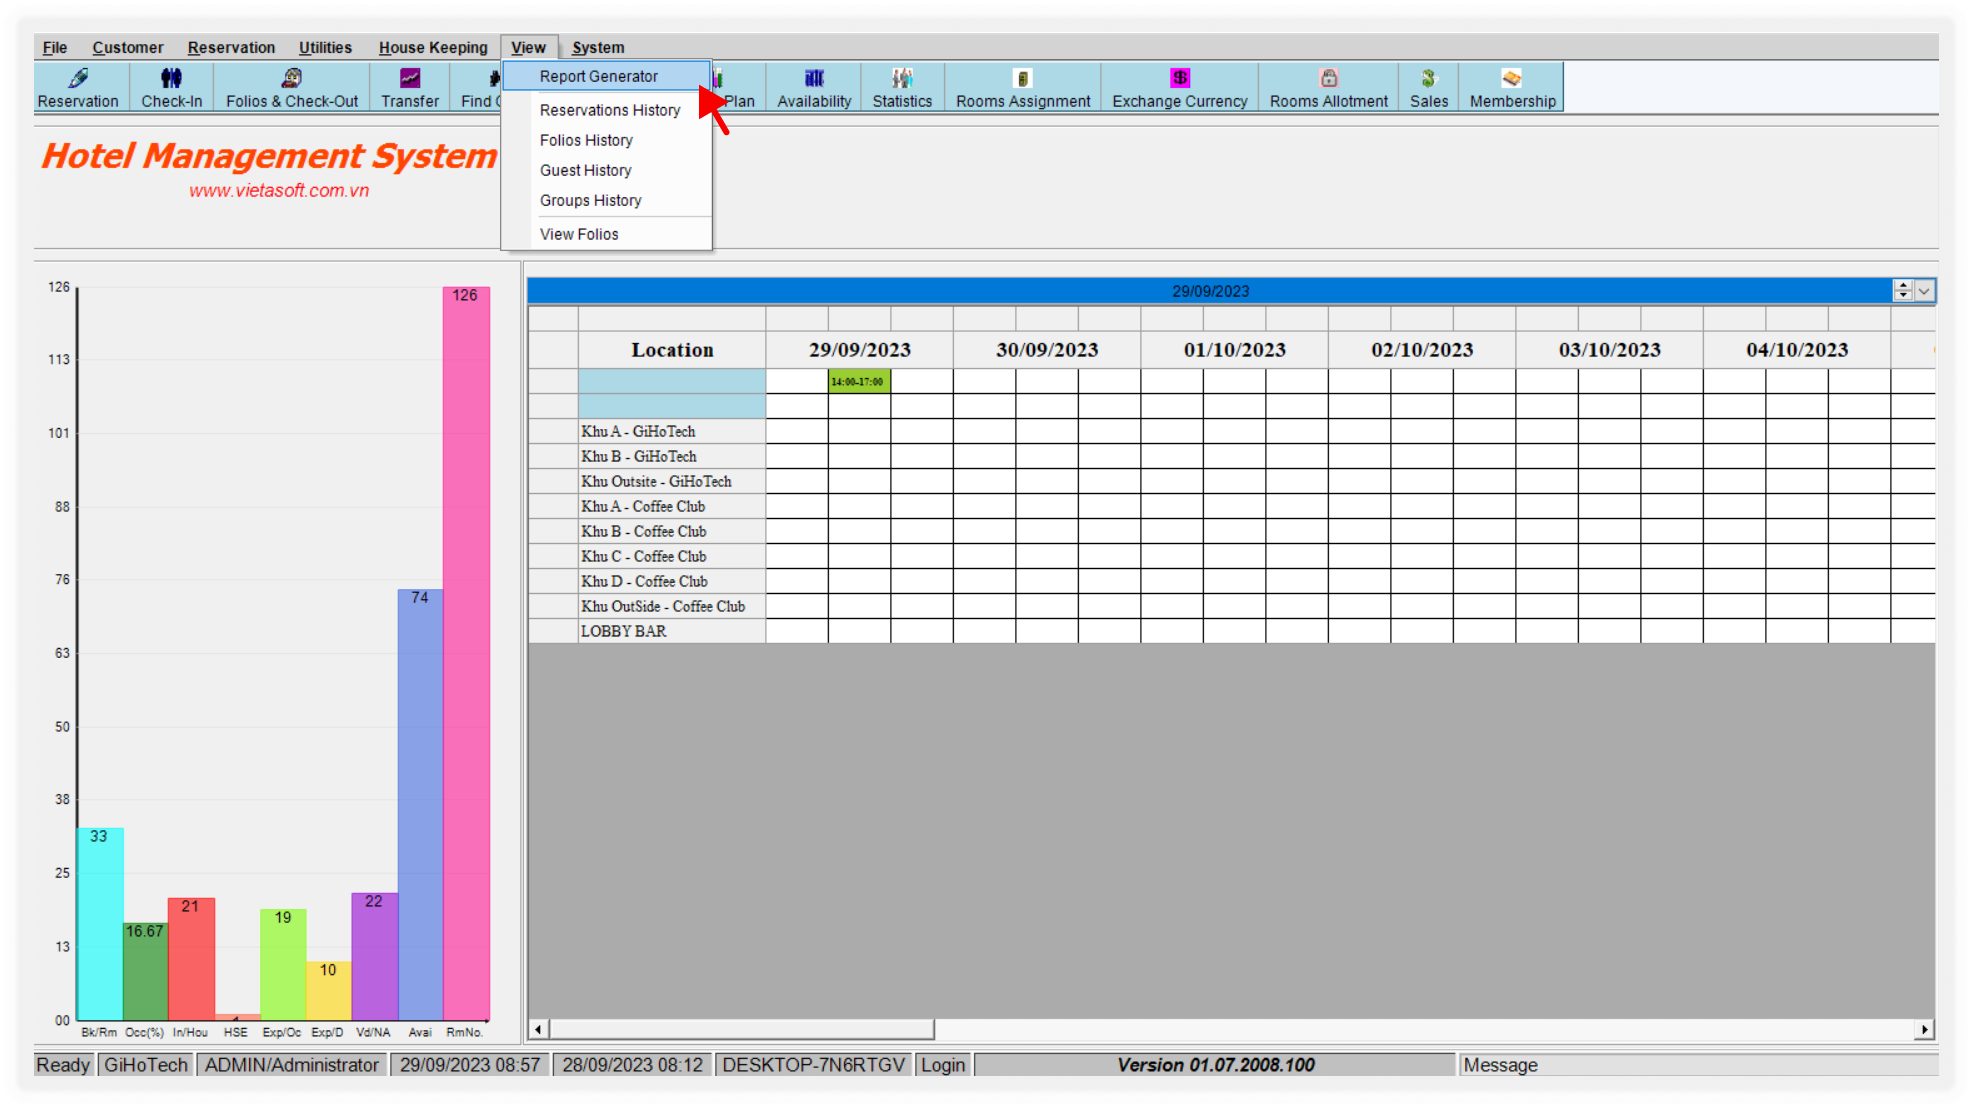 File Customer Reservation Utilities House Keeping View System
Reservation Check-In Folios & Check-Out Transfer Find Plan Availability Statistics Rooms Assignment Exchange Currency Rooms Allotment Sales Membership
Report Generator
Reservations History
Folios History
Guest History
Groups History
View Folios
Hotel Management System
www.vietasoft.com.vn
126
113
101
88
76
63
50
38
25
13
00
33
16.67
21
19
10
22
74
126
Bk/Rm Occ(%) In/Hou HSE Exp/Oc Exp/D Vd/NA Avai RmNo.
29/09/2023
Location 29/09/2023 30/09/2023 01/10/2023 02/10/2023 03/10/2023 04/10/2023
14:00-17:00
Khu A - GiHoTech
Khu B - GiHoTech
Khu Outsite - GiHoTech
Khu A - Coffee Club
Khu B - Coffee Club
Khu C - Coffee Club
Khu D - Coffee Club
Khu OutSide - Coffee Club
LOBBY BAR
Ready GiHoTech ADMIN/Administrator 29/09/2023 08:57 28/09/2023 08:12 DESKTOP-7N6RTGV Login Version 01.07.2008.100 Message